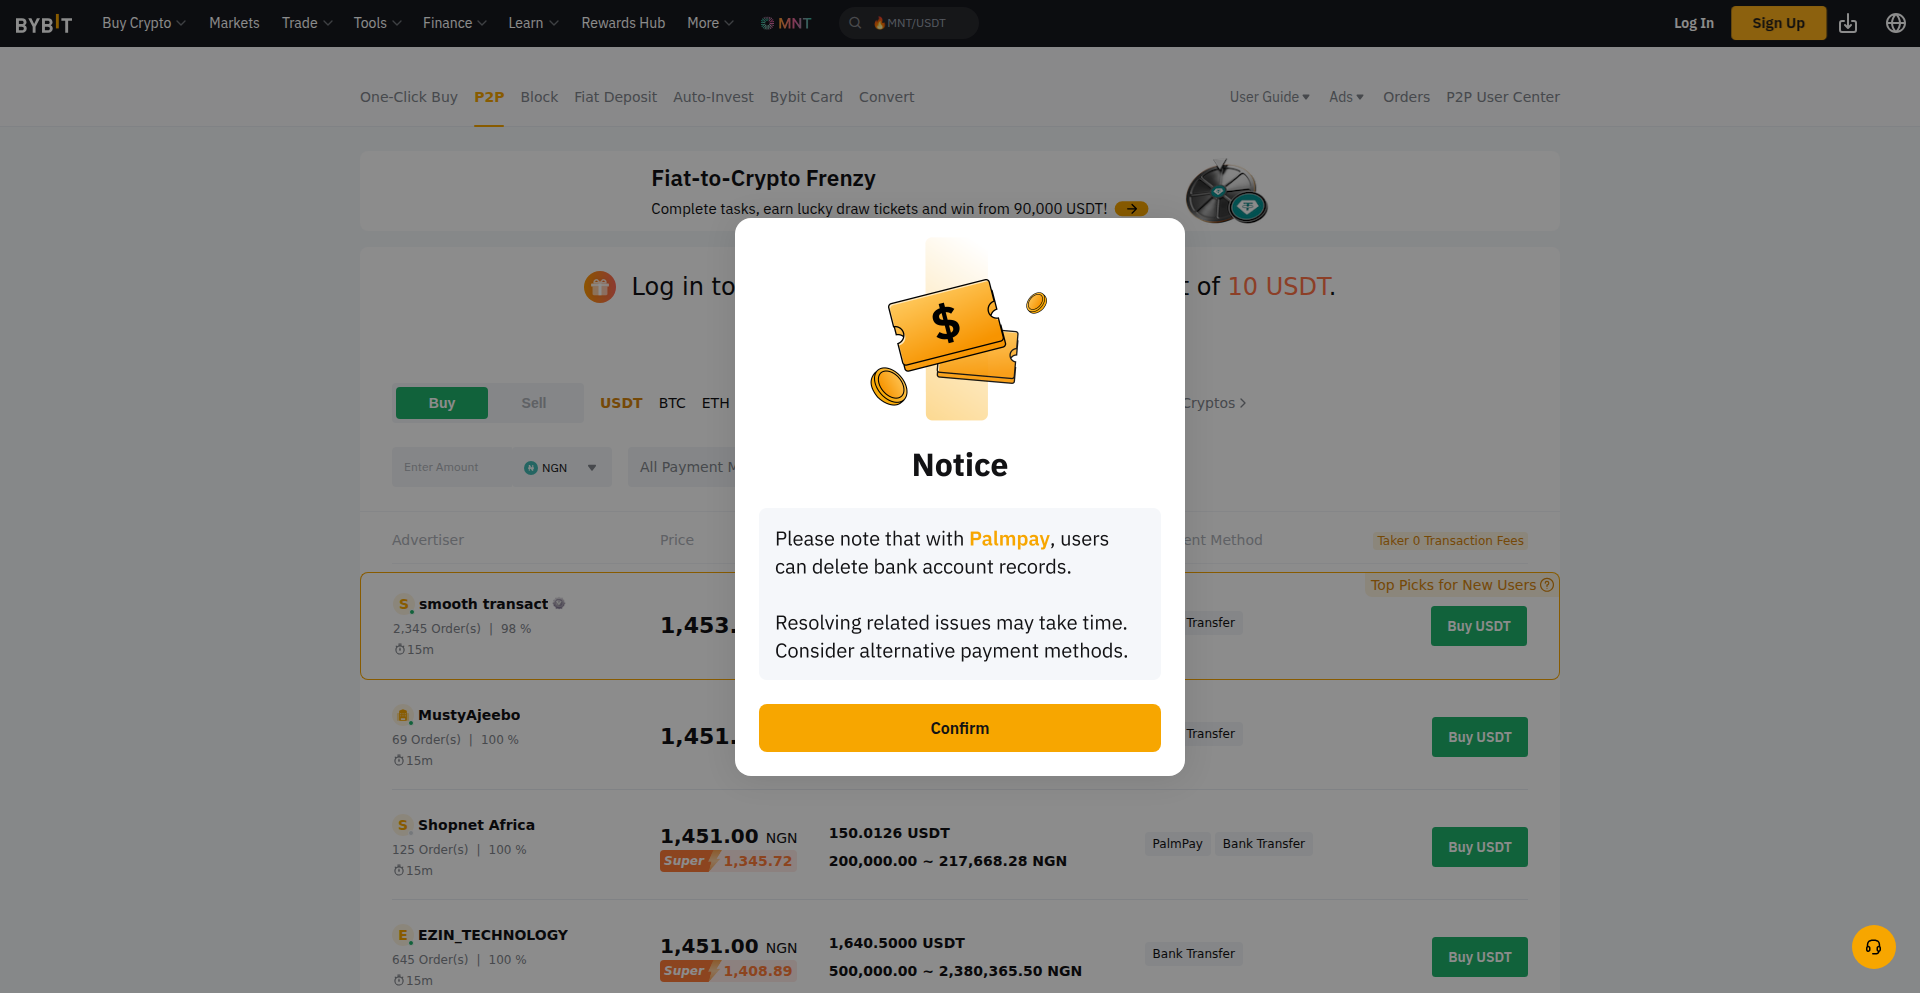 BYBIT Buy Crypto Markets Trade Tools Finance Learn Rewards Hub More MNT MNT/USDT Log In Sign Up
One-Click Buy P2P Block Fiat Deposit Auto-Invest Bybit Card Convert User Guide Ads Orders P2P User Center
Fiat-to-Crypto Frenzy
Complete tasks, earn lucky draw tickets and win from 90,000 USDT!
Log in to of 10 USDT.
$
Buy Sell USDT BTC ETH Cryptos
Enter Amount NGN All Payment
Notice
Please note that with Palmpay, users
can delete bank account records.
Resolving related issues may take time.
Consider alternative payment methods.
Confirm
Advertiser Price Method Taker 0 Transaction Fees
Top Picks for New Users
S smooth transact
2,345 Order(s) | 98 %
15m
1,453. Transfer Buy USDT
MustyAjeebo
69 Order(s) | 100 %
15m
1,451. Transfer Buy USDT
S Shopnet Africa
125 Order(s) | 100 %
15m
1,451.00 NGN
Super 1,345.72
150.0126 USDT
200,000.00 ~ 217,668.28 NGN
PalmPay Bank Transfer Buy USDT
E EZIN_TECHNOLOGY
645 Order(s) | 100 %
15m
1,451.00 NGN
Super 1,408.89
1,640.5000 USDT
500,000.00 ~ 2,380,365.50 NGN
Bank Transfer Buy USDT